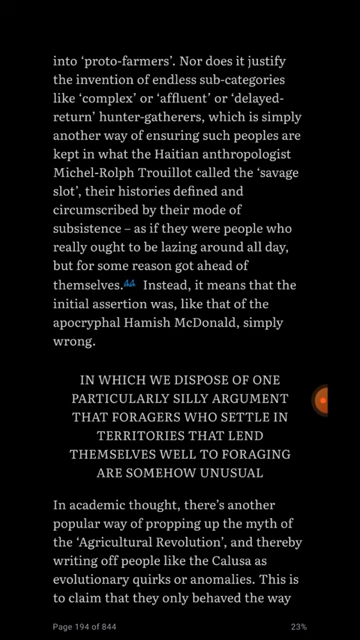 into ‘proto-farmers’. Nor does it justify
the invention of endless sub-categories
like ‘complex’ or ‘affluent’ or ‘delayed-
return’ hunter-gatherers, which is simply
another way of ensuring such peoples are
kept in what the Haitian anthropologist
Michel-Rolph Trouillot called the ‘savage
slot’, their histories defined and
circumscribed by their mode of
subsistence – as if they were people who
really ought to be lazing around all day,
but for some reason got ahead of
themselves. Instead, it means that the
initial assertion was, like that of the
apocryphal Hamish McDonald, simply
wrong.
IN WHICH WE DISPOSE OF ONE
PARTICULARLY SILLY ARGUMENT
THAT FORAGERS WHO SETTLE IN
TERRITORIES THAT LEND
THEMSELVES WELL TO FORAGING
ARE SOMEHOW UNUSUAL
In academic thought, there’s another
popular way of propping up the myth of
the ‘Agricultural Revolution’, and thereby
writing off people like the Calusa as
evolutionary quirks or anomalies. This is
to claim that they only behaved the way
Page 194 of 844
23%